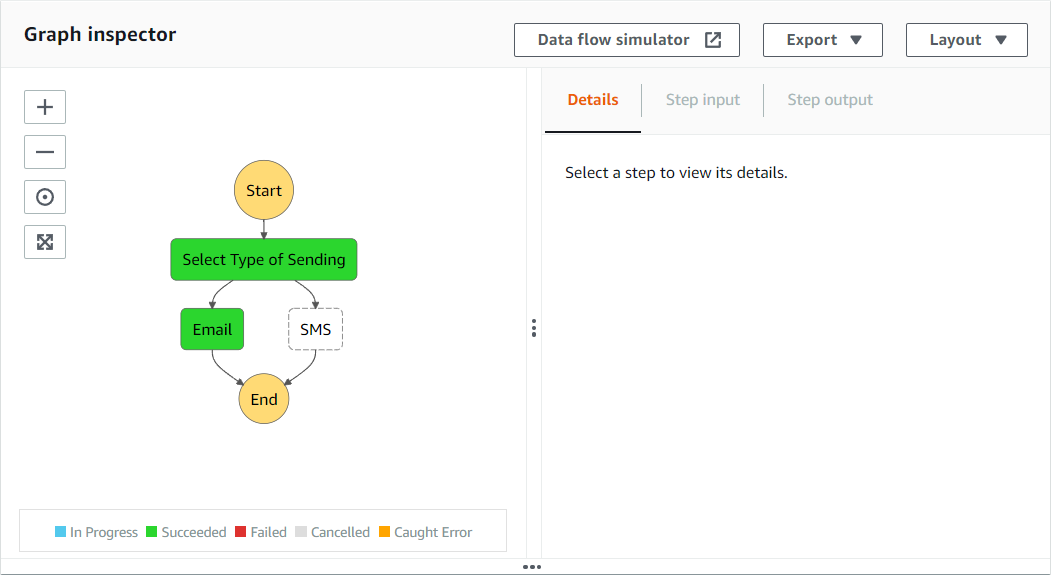 Graph inspector
Data flow simulator
Export
Layout
Details
Step input
Step output
Select a step to view its details.
Start
Select Type of Sending
Email
SMS
End
In Progress
Succeeded
Failed
Cancelled
Caught Error